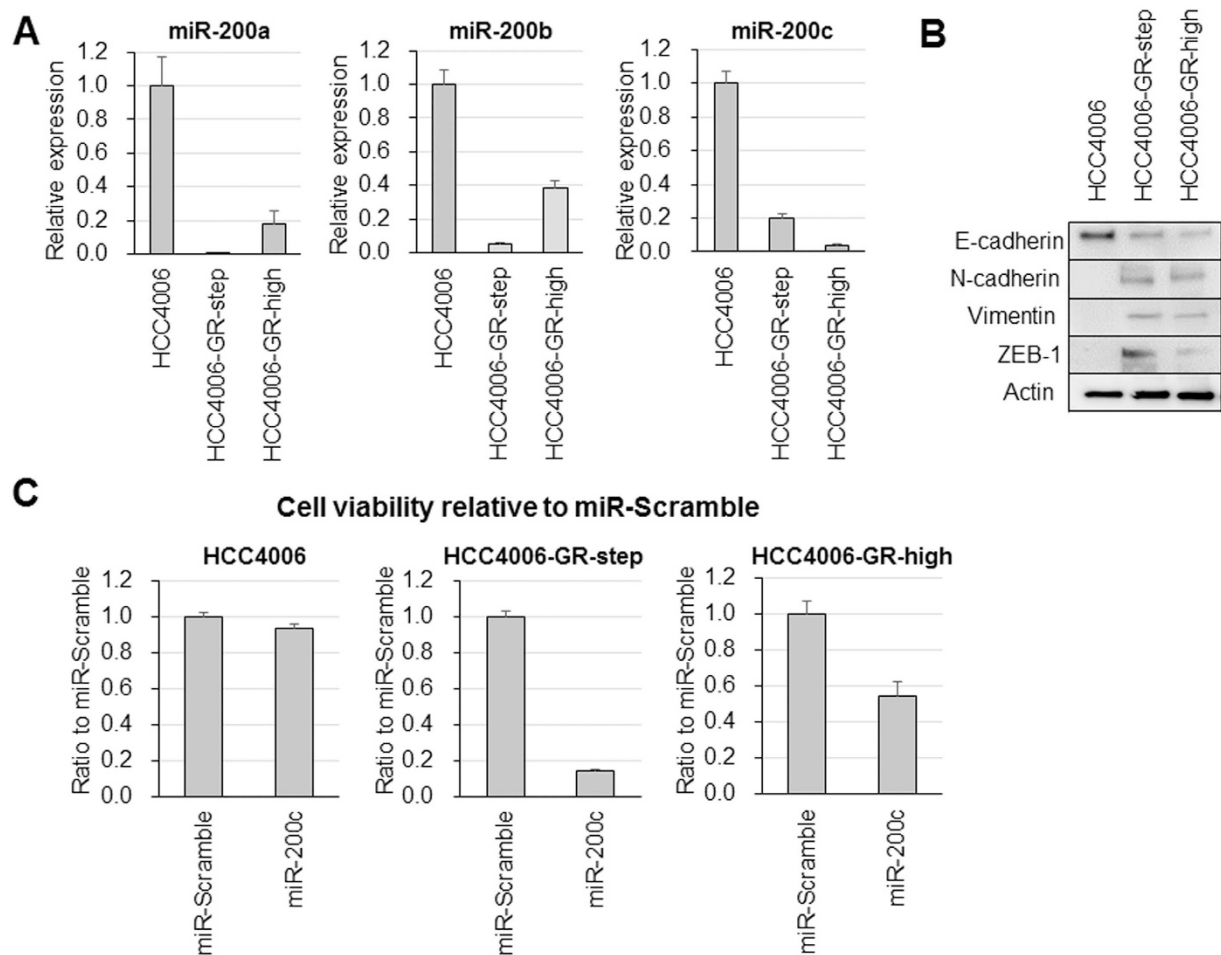 A
miR-200a
Relative expression
1.2
1.0
0.8
0.6
0.4
0.2
0.0
HCC4006
HCC4006-GR-step
HCC4006-GR-high
miR-200b
Relative expression
1.2
1.0
0.8
0.6
0.4
0.2
0.0
HCC4006
HCC4006-GR-step
HCC4006-GR-high
miR-200c
Relative expression
1.2
1.0
0.8
0.6
0.4
0.2
0.0
HCC4006
HCC4006-GR-step
HCC4006-GR-high
B
HCC4006
HCC4006-GR-step
HCC4006-GR-high
E-cadherin
N-cadherin
Vimentin
ZEB-1
Actin
C
Cell viability relative to miR-Scramble
HCC4006
Ratio to miR-Scramble
1.2
1.0
0.8
0.6
0.4
0.2
0.0
miR-Scramble
miR-200c
HCC4006-GR-step
Ratio to miR-Scramble
1.2
1.0
0.8
0.6
0.4
0.2
0.0
miR-Scramble
miR-200c
HCC4006-GR-high
Ratio to miR-Scramble
1.2
1.0
0.8
0.6
0.4
0.2
0.0
miR-Scramble
miR-200c